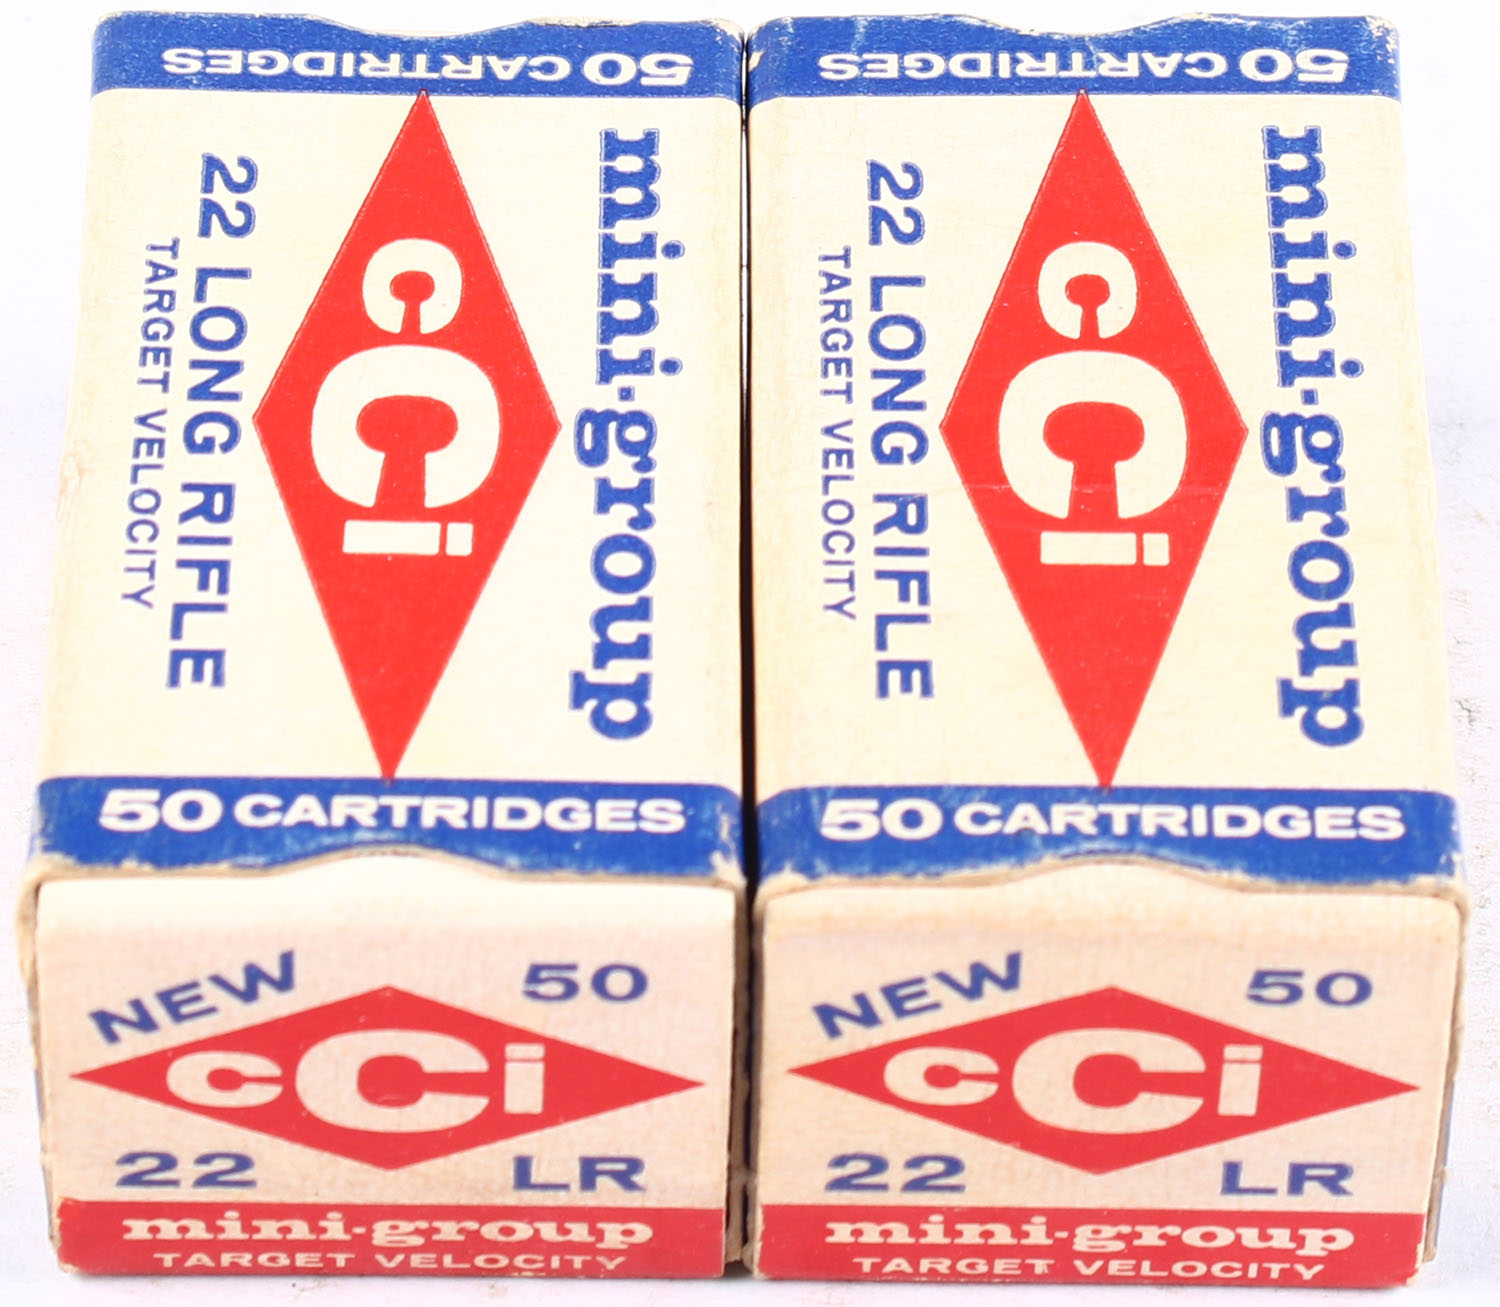 50 CARTRIDGES
mini-group
cCi
22 LONG RIFLE
TARGET VELOCITY
50 CARTRIDGES
NEW
50
cCi
22 LR
mini-group
TARGET VELOCITY
50 CARTRIDGES
mini-group
cCi
22 LONG RIFLE
TARGET VELOCITY
50 CARTRIDGES
NEW
50
cCi
22 LR
mini-group
TARGET VELOCITY